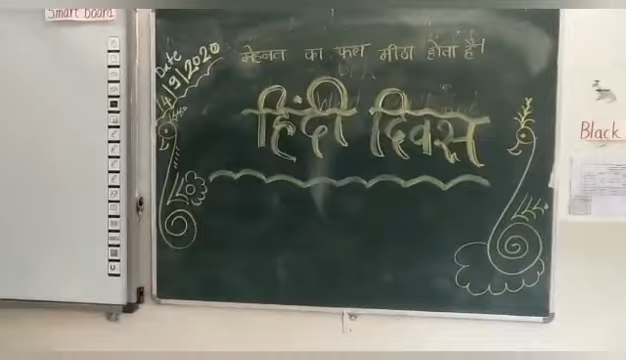 Smart board
मेहनत का फल मीठा होता है।
Date
14/9/2020
हिंदी दिवस
Black